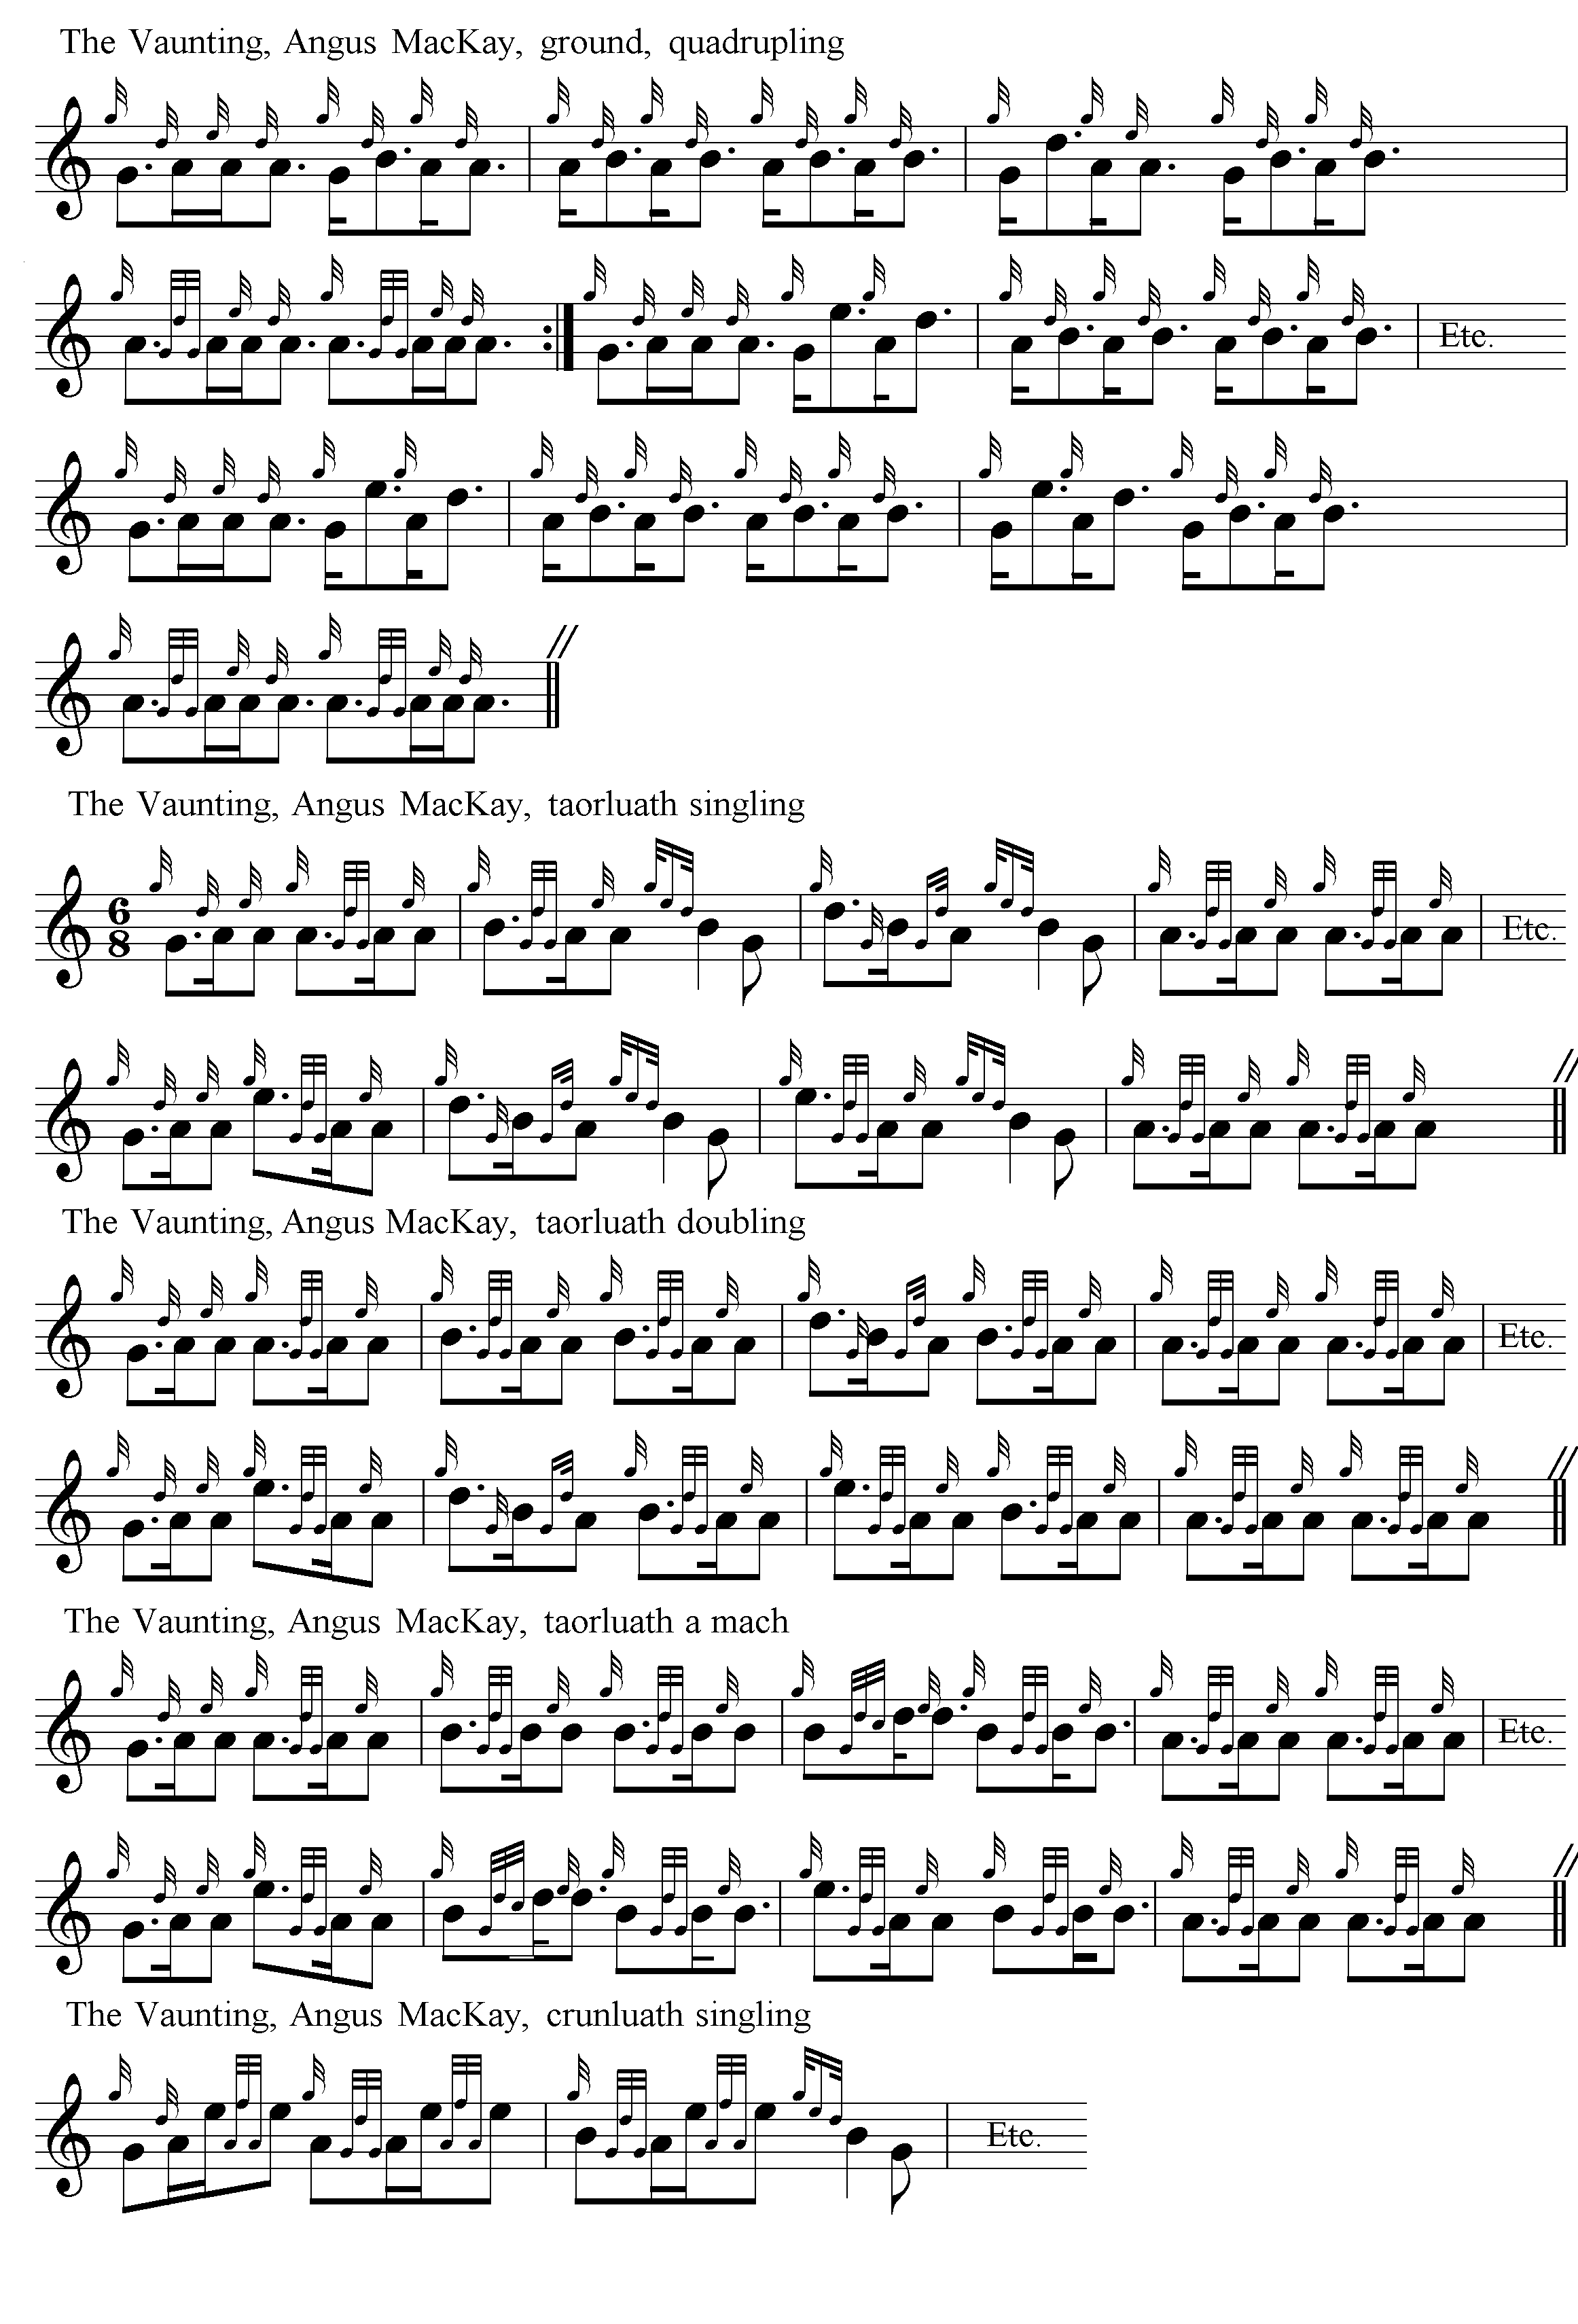 The Vaunting, Angus MacKay, ground, quadrupling
Etc.
The Vaunting, Angus MacKay, taorluath singling
6
8
Etc.
The Vaunting, Angus MacKay, taorluath doubling
Etc.
The Vaunting, Angus MacKay, taorluath a mach
Etc.
The Vaunting, Angus MacKay, crunluath singling
Etc.